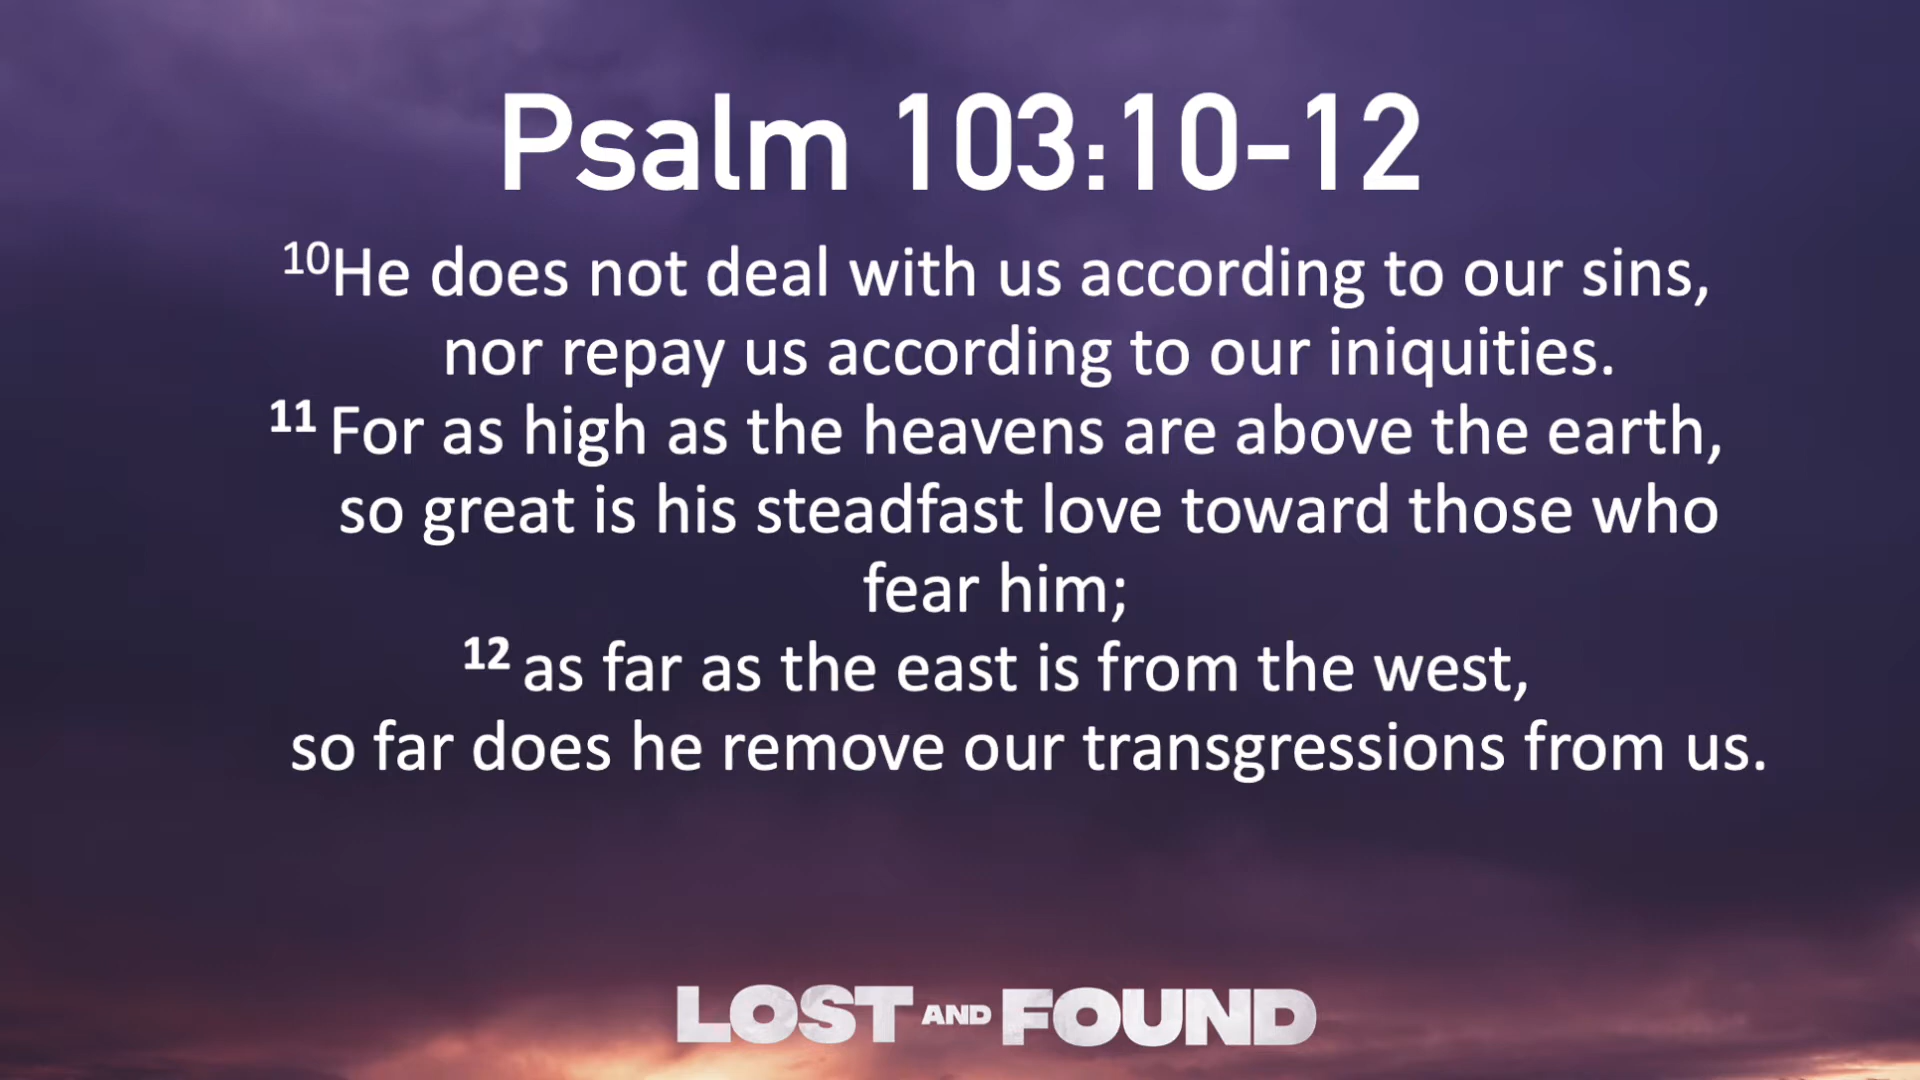 Psalm 103:10-12
10He does not deal with us according to our sins,
nor repay us according to our iniquities.
11 For as high as the heavens are above the earth,
so great is his steadfast love toward those who
fear him;
12 as far as the east is from the west,
so far does he remove our transgressions from us.
LOST AND FOUND